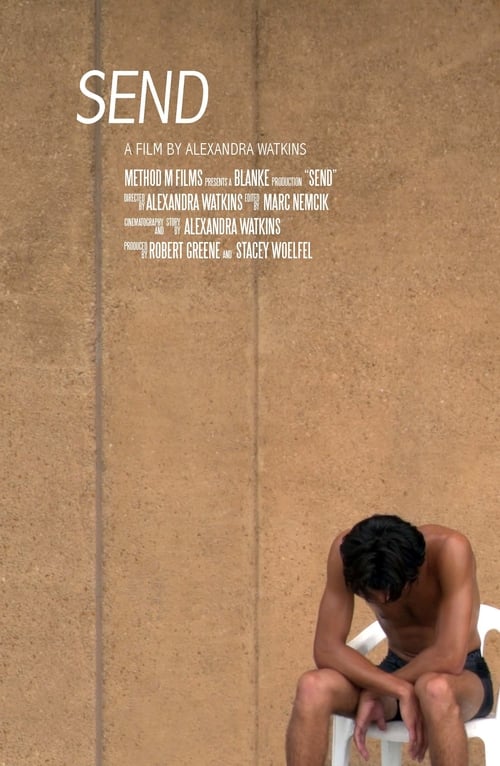 SEND
A FILM BY ALEXANDRA WATKINS
METHOD M FILMS PRESENTS A BLANKE PRODUCTION "SEND"
DIRECTED BY ALEXANDRA WATKINS EDITED BY MARC NEMCIK
CINEMATOGRAPHY AND STORY BY ALEXANDRA WATKINS
PRODUCED BY ROBERT GREENE AND STACEY WOELFEL